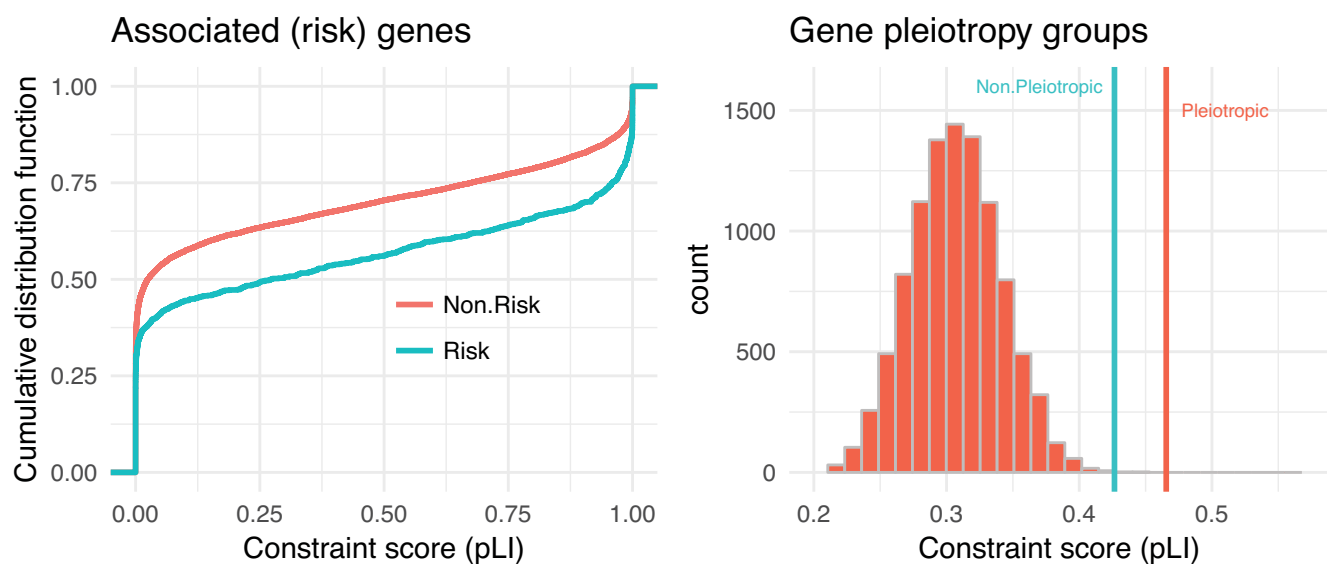 Associated (risk) genes
Cumulative distribution function
1.00
0.75
0.50
0.25
0.00
Non.Risk
Risk
0.00 0.25 0.50 0.75 1.00
Constraint score (pLI)
Gene pleiotropy groups
count
1500
1000
500
0
Non.Pleiotropic
Pleiotropic
0.2 0.3 0.4 0.5
Constraint score (pLI)